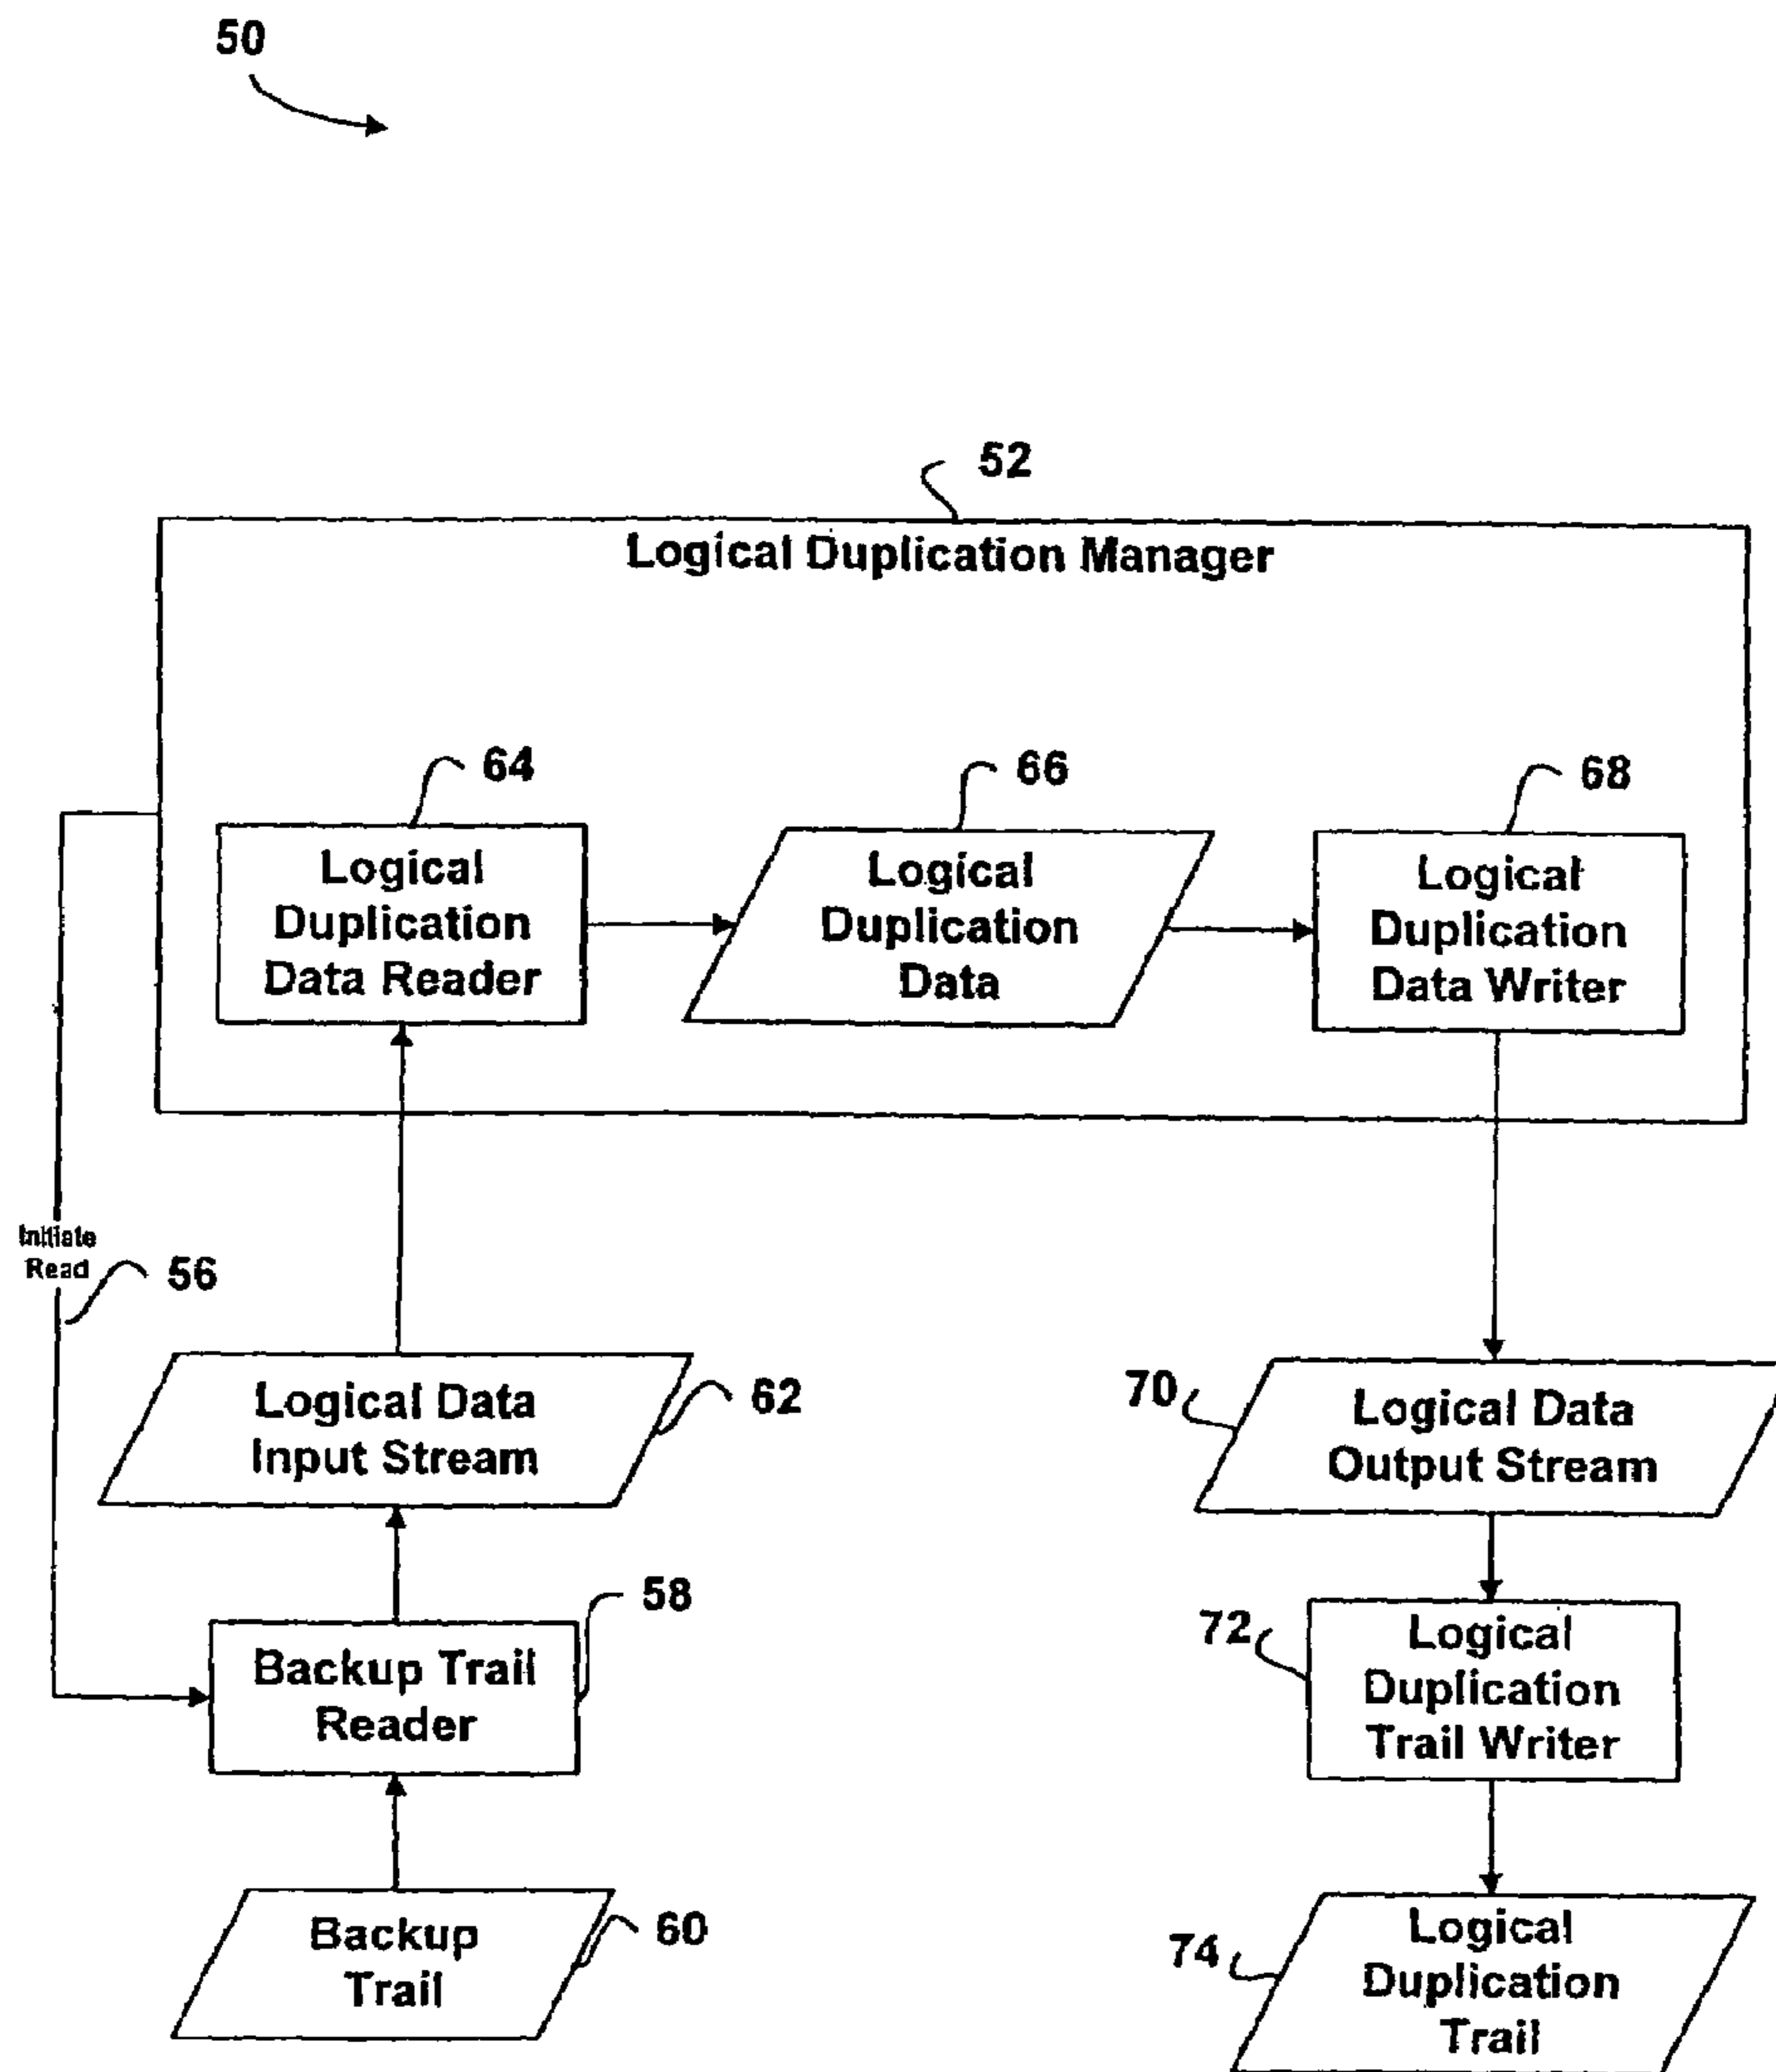 50
52
Logical Duplication Manager
64
66
68
Logical
Duplication
Data Reader
Logical
Duplication
Data
Logical
Duplication
Data Writer
Initiate
Read
56
Logical Data
Input Stream
62
70
Logical Data
Output Stream
58
Backup Trail
Reader
72
Logical
Duplication
Trail Writer
Backup
Trail
60
74
Logical
Duplication
Trail